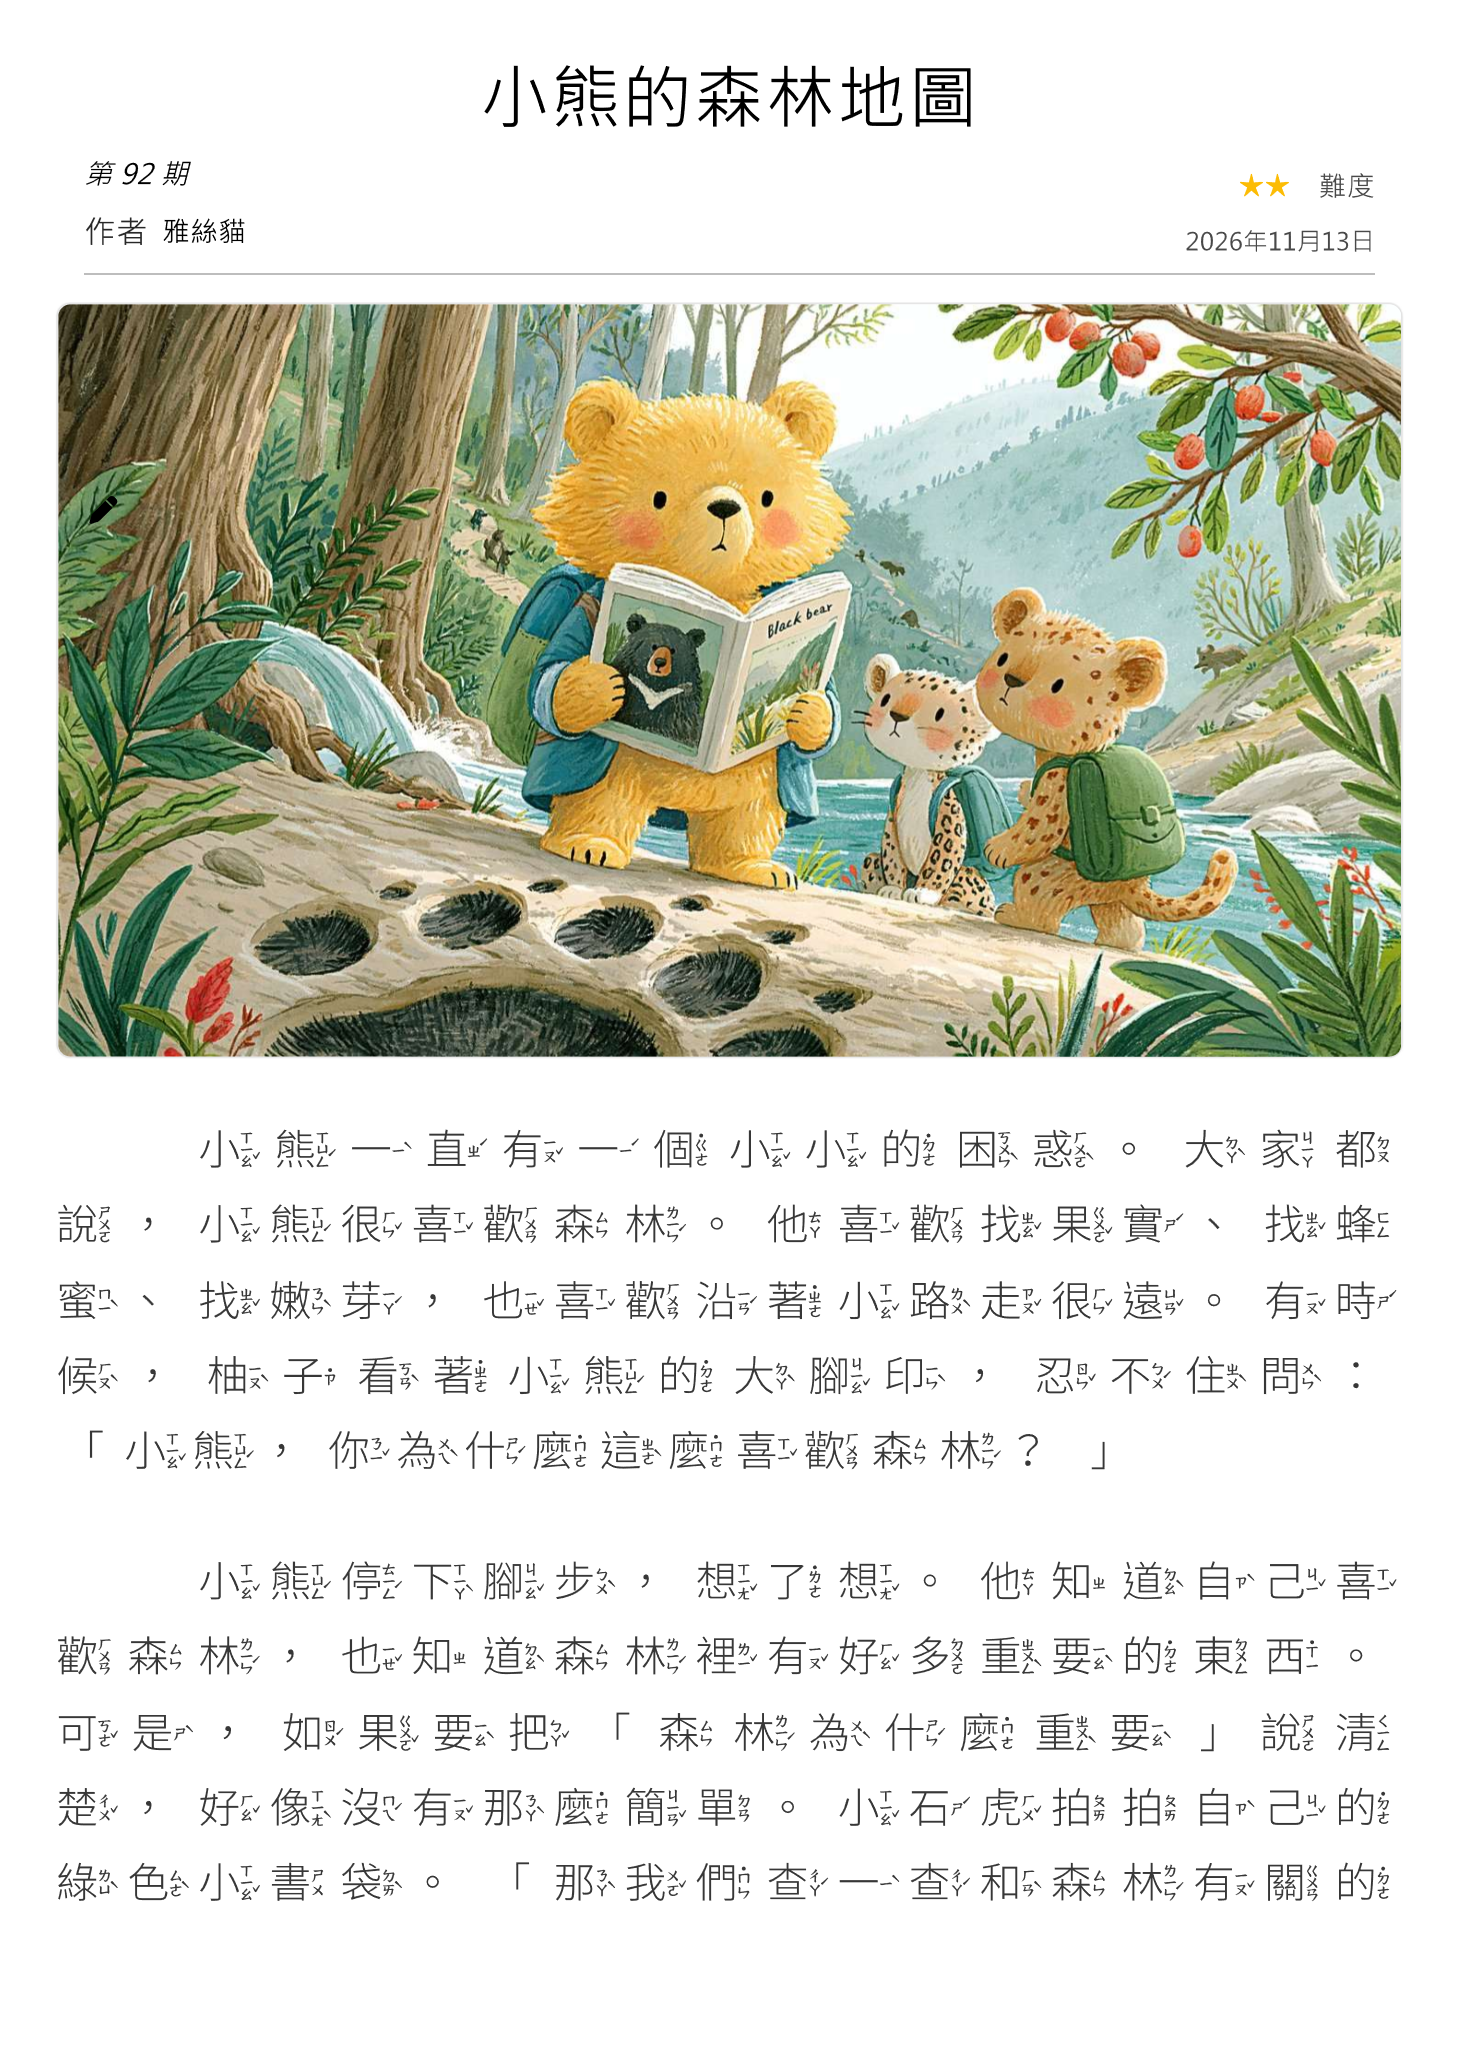 小熊的森林地圖
第 92 期
★★ 難度
作者 雅絲貓
2026年11月13日
Black bear
小熊一直有一個小小的困惑。大家都
說，小熊很喜歡森林。他喜歡找果實、找蜂
蜜、找嫩芽，也喜歡沿著小路走很遠。有時
候，柚子看著小熊的大腳印，忍不住問：
「小熊，你為什麼這麼喜歡森林？」
小熊停下腳步，想了想。他知道自己喜
歡森林，也知道森林裡有好多重要的東西。
可是，如果要把「森林為什麼重要」說清
楚，好像沒有那麼簡單。小石虎拍拍自己的
綠色小書袋。「那我們查一查和森林有關的